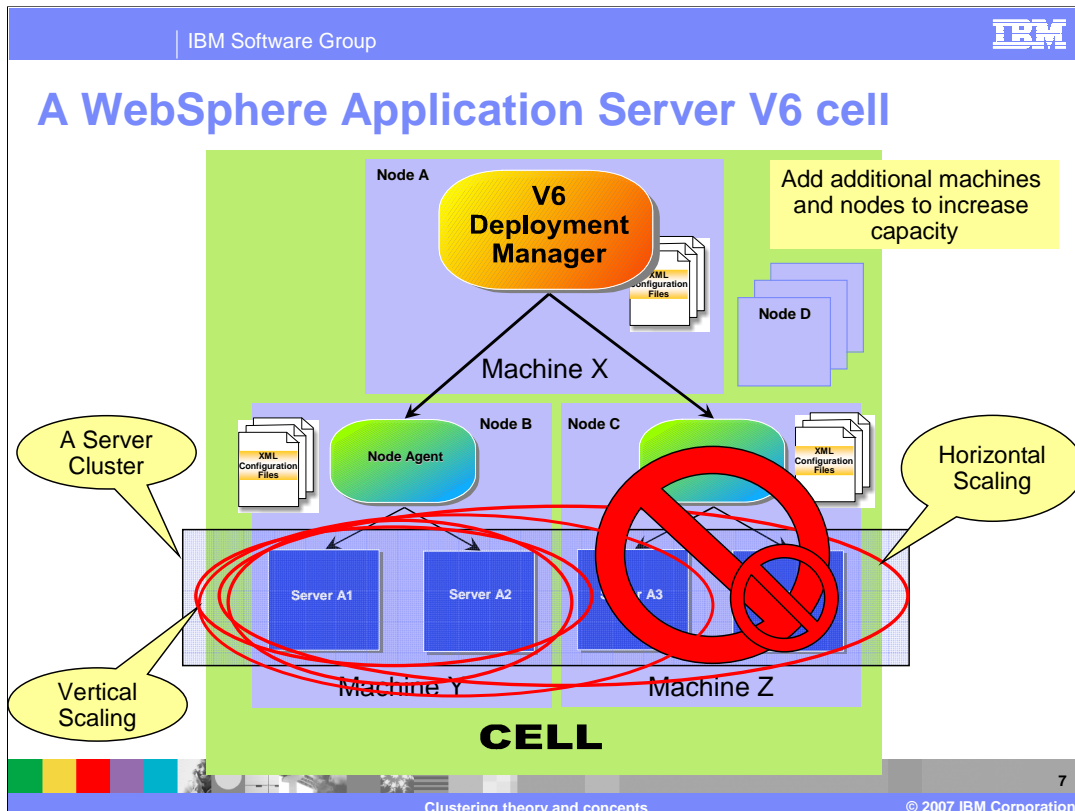 IBM Software Group
IBM
A WebSphere Application Server V6 cell
Node A
V6
Deployment
Manager
XML
Configuration
Files
Machine X
Add additional machines
and nodes to increase
capacity
Node D
A Server
Cluster
XML
Configuration
Files
Node B
Node Agent
Node C
XML
Configuration
Files
Horizontal
Scaling
Server A1
Server A2
Server A3
Vertical
Scaling
Machine Y
Machine Z
CELL
7
Clustering theory and concepts
© 2007 IBM Corporation